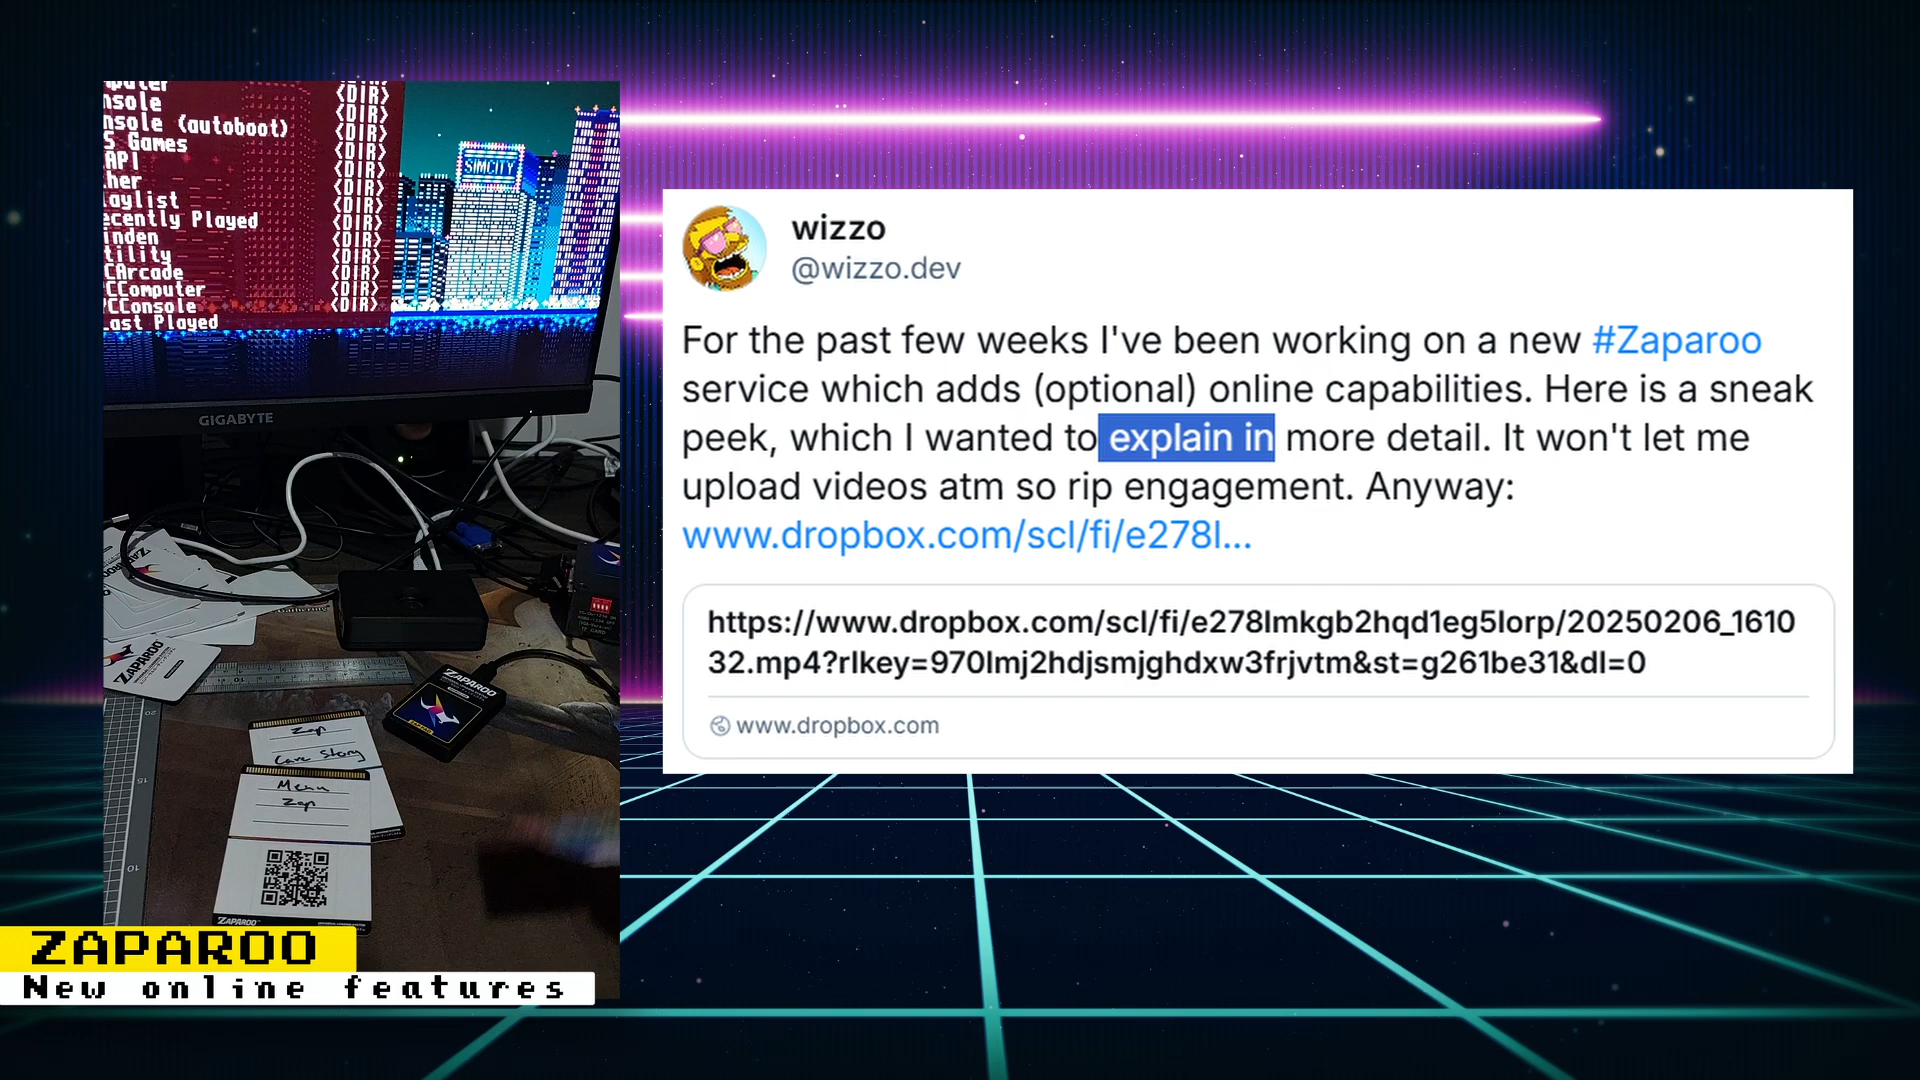 nsole
nsole (autoboot)
S Games
API
her
laylist
ecently Played
inden
tility
CArcade
CComputer
CConsole
Last Played
<DIR>
<DIR>
<DIR>
<DIR>
<DIR>
<DIR>
<DIR>
<DIR>
<DIR>
<DIR>
<DIR>
<DIR>
SIMCITY
GIGABYTE
ZAPAROO
ZAPAROO
Zap
Cave Story
Menu
Zap
ZAPAROO
ZAPAROO
New online features
wizzo
@wizzo.dev
For the past few weeks I've been working on a new #Zaparoo
service which adds (optional) online capabilities. Here is a sneak
peek, which I wanted to explain in more detail. It won't let me
upload videos atm so rip engagement. Anyway:
www.dropbox.com/scl/fi/e278l...
https://www.dropbox.com/scl/fi/e278lmkgb2hqd1eg5lorp/20250206_1610
32.mp4?rlkey=970lmj2hdjsmjghdxw3frjvtm&st=g261be31&dl=0
www.dropbox.com